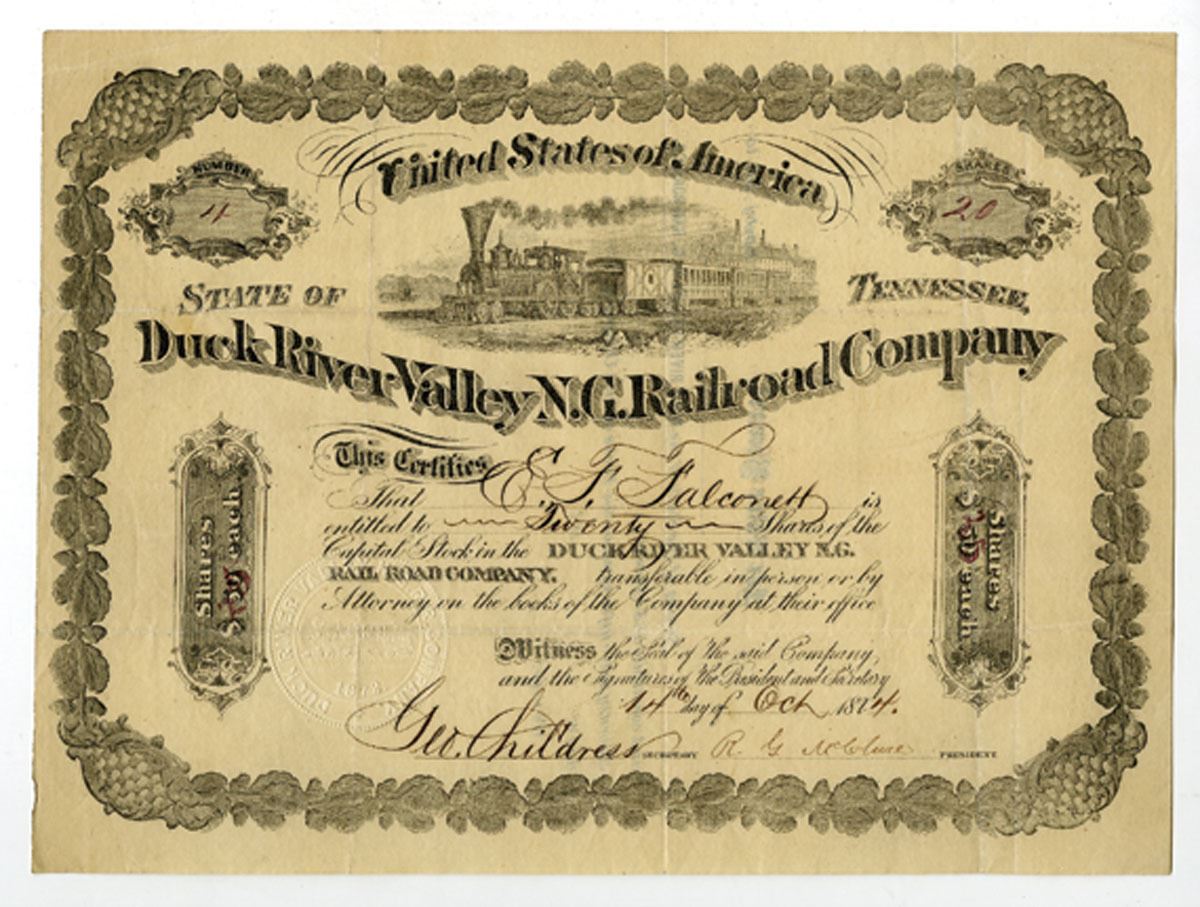 United States of America
NUMBER
4
SHARES
20
STATE OF TENNESSEE,
Duck River Valley N.G. Railroad Company
This Certifies
That E. F. Falconett is
entitled to Twenty Shares of the
Capital Stock in the DUCK RIVER VALLEY N.G.
RAIL ROAD COMPANY. transferable in person or by
Attorney on the books of the Company at their office
Witness the Seal of the said Company,
and the Signatures of the President and Secretary
14th day of Oct 1874.
Geo. Childress SECRETARY R. G. McClure PRESIDENT
Shares
each
Shares
each
DUCK RIVER COMPANY